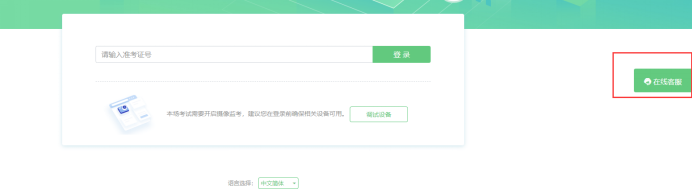 请输入准考证号
登 录
在线客服
本场考试需要开启摄像监考，建议您在登录前确保相关设备可用。
调试设备
语言选择：
中文简体